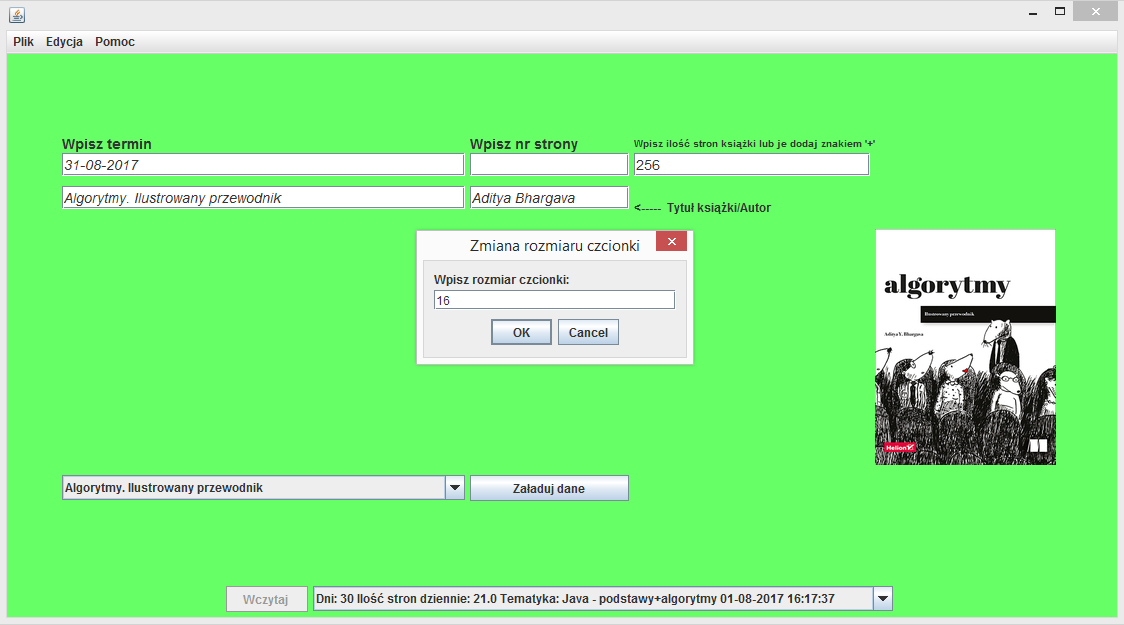 Plik Edycja Pomoc
Wpisz termin Wpisz nr strony Wpisz ilość stron książki lub je dodaj znakiem '+'
31-08-2017 256
Algorytmy. Ilustrowany przewodnik Aditya Bhargava <----- Tytuł książki/Autor
Zmiana rozmiaru czcionki
Wpisz rozmiar czcionki:
16
OK Cancel
algorytmy
Ilustrowany przewodnik
Aditya Y. Bhargava
Helion
Algorytmy. Ilustrowany przewodnik Załaduj dane
Wczytaj Dni: 30 Ilość stron dziennie: 21.0 Tematyka: Java - podstawy+algorytmy 01-08-2017 16:17:37